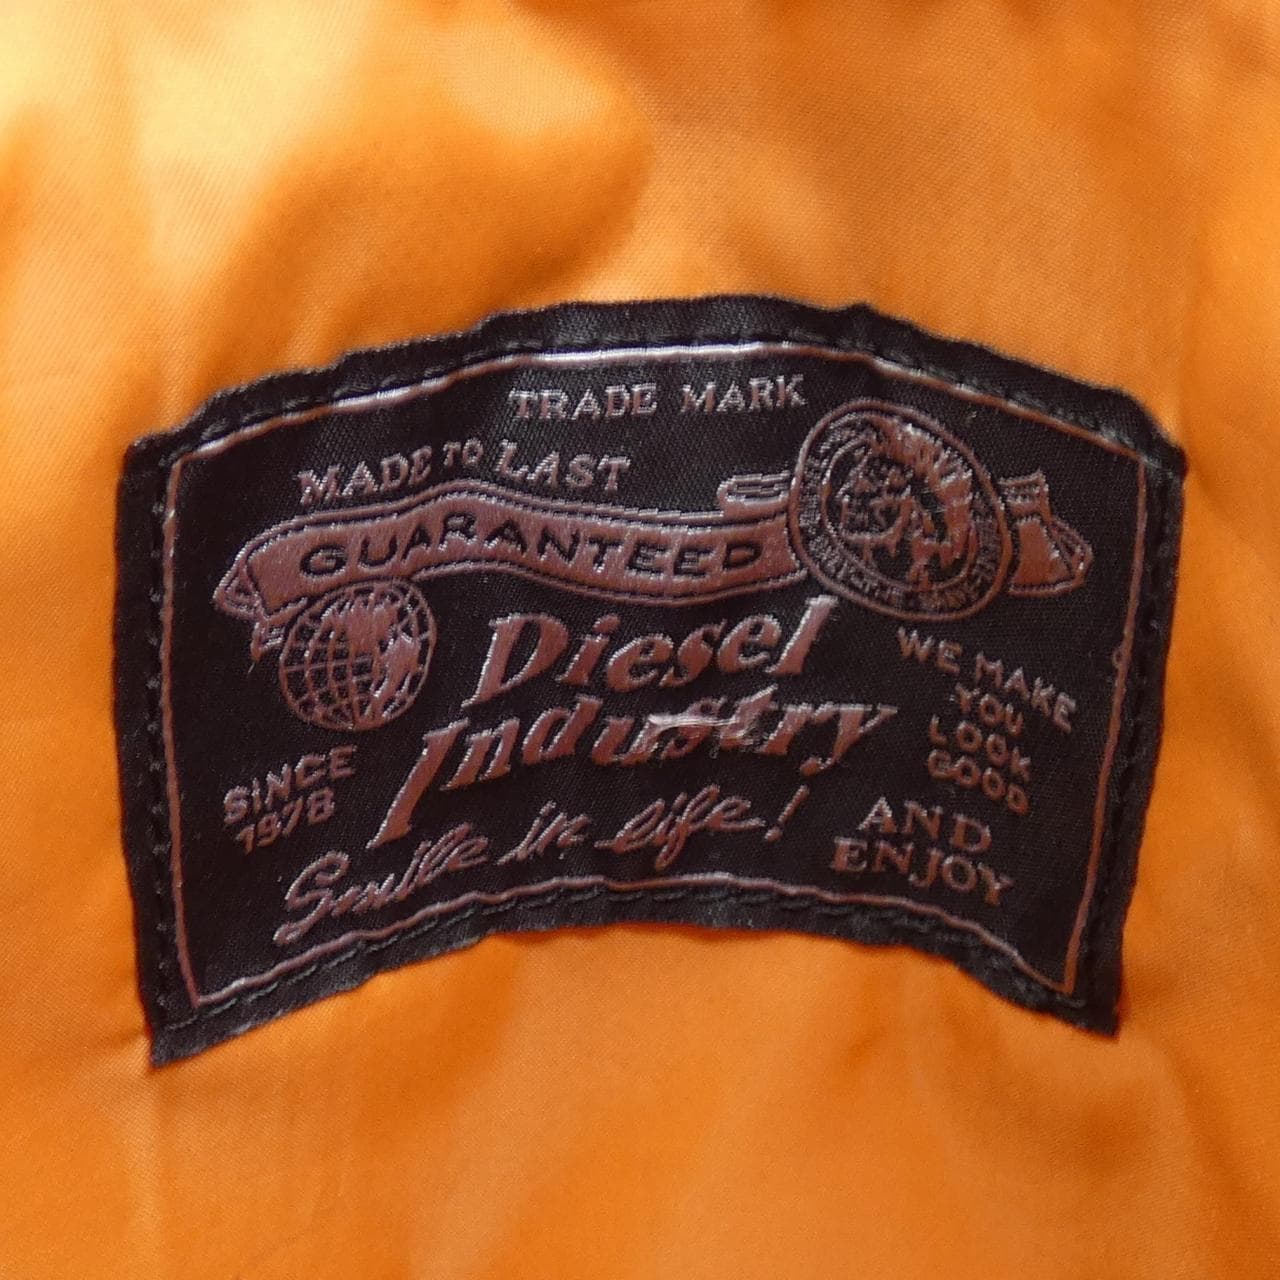 TRADE MARK
MADE TO LAST
GUARANTEED
Diesel
Industry
SINCE
1978
Smile in life!
WE MAKE
YOU
LOOK
GOOD
AND
ENJOY